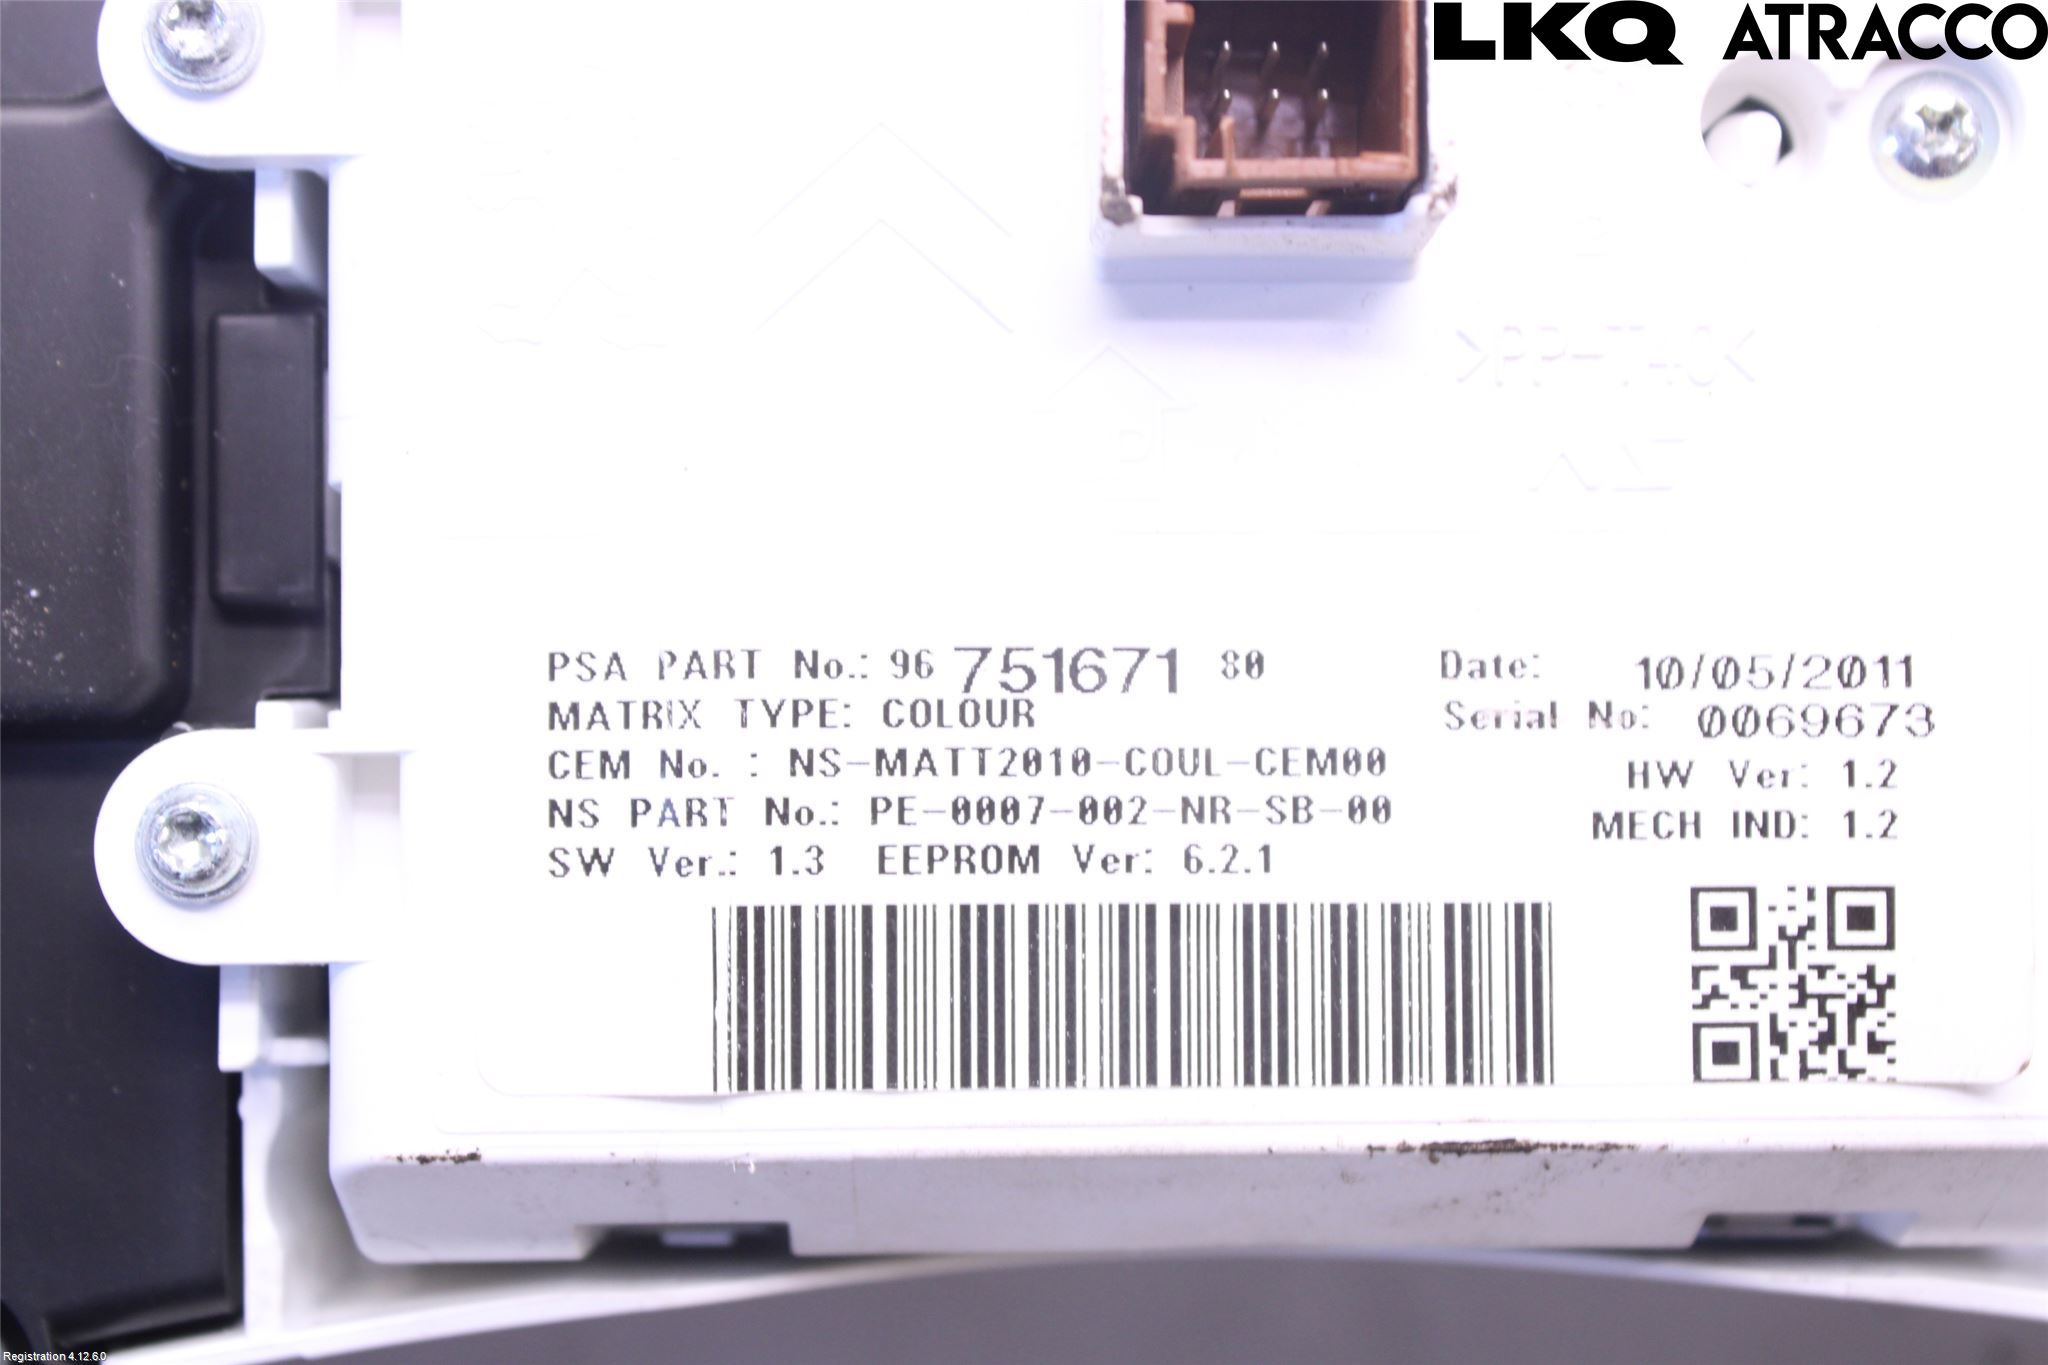 LKQ ATRACCO
>PP-T40<
PSA PART No.: 96 751671 80
Date: 10/05/2011
MATRIX TYPE: COLOUR
Serial No: 0069673
CEM No. : NS-MATT2010-COUL-CEM00
HW Ver: 1.2
NS PART No.: PE-0007-002-NR-SB-00
MECH IND: 1.2
SW Ver.: 1.3 EEPROM Ver: 6.2.1
Registration 4.12.6.0